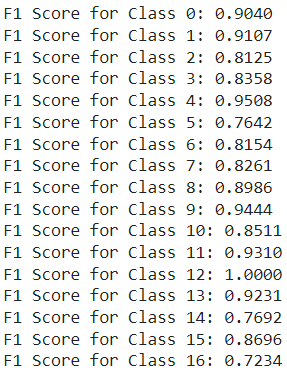 F1 Score for Class 0: 0.9040
F1 Score for Class 1: 0.9107
F1 Score for Class 2: 0.8125
F1 Score for Class 3: 0.8358
F1 Score for Class 4: 0.9508
F1 Score for Class 5: 0.7642
F1 Score for Class 6: 0.8154
F1 Score for Class 7: 0.8261
F1 Score for Class 8: 0.8986
F1 Score for Class 9: 0.9444
F1 Score for Class 10: 0.8511
F1 Score for Class 11: 0.9310
F1 Score for Class 12: 1.0000
F1 Score for Class 13: 0.9231
F1 Score for Class 14: 0.7692
F1 Score for Class 15: 0.8696
F1 Score for Class 16: 0.7234